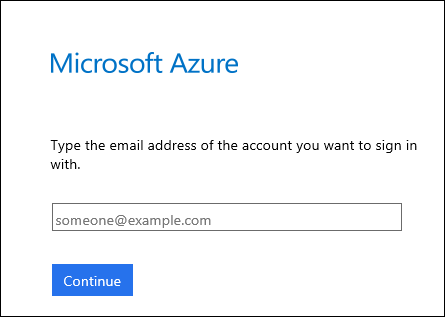 Microsoft Azure
Type the email address of the account you want to sign in
with.
someone@example.com
Continue